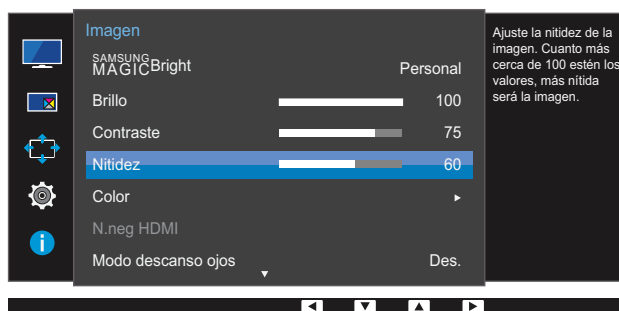 Imagen
SAMSUNG
MAGICBright Personal
Brillo 100
Contraste 75
Nitidez 60
Color
N.neg HDMI
Modo descanso ojos Des.
Ajuste la nitidez de la
imagen. Cuanto más
cerca de 100 estén los
valores, más nítida
será la imagen.